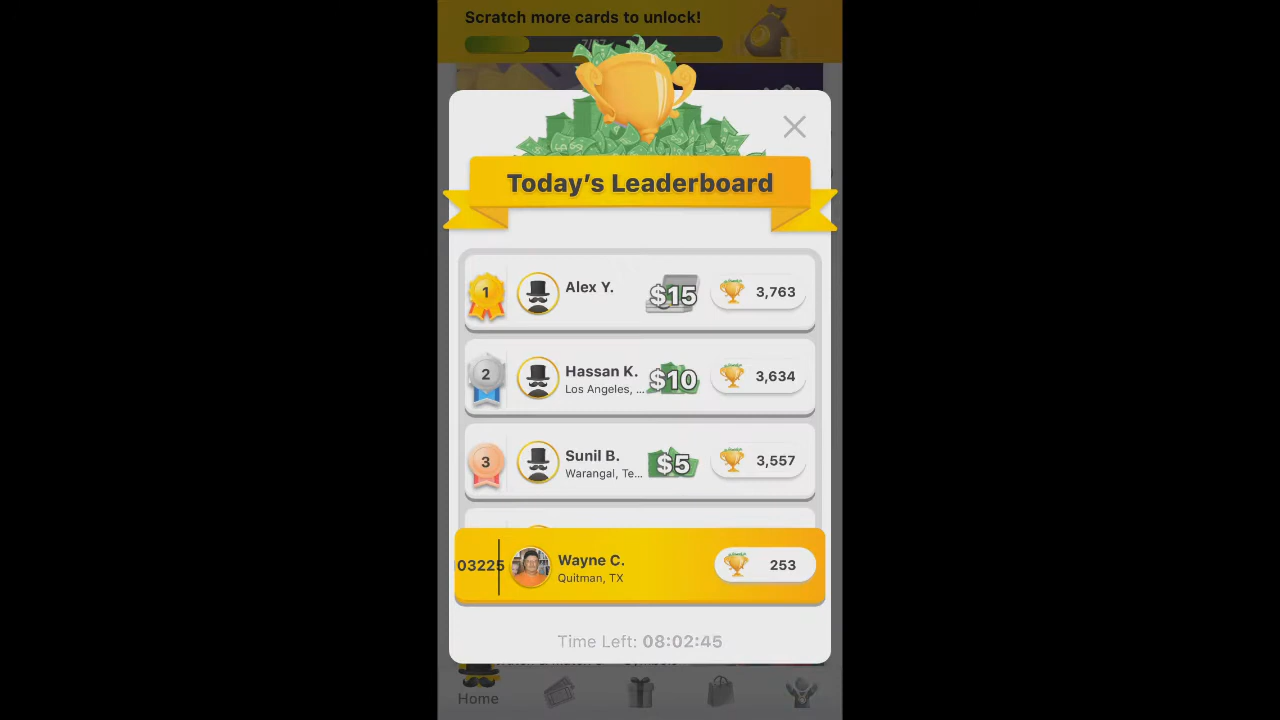 Scratch more cards to unlock!
Today's Leaderboard
1
Alex Y.
$15
3,763
2
Hassan K.
Los Angeles, ...
$10
3,634
3
Sunil B.
Warangal, Te...
$5
3,557
03225
Wayne C.
Quitman, TX
253
Time Left: 08:02:45
Home